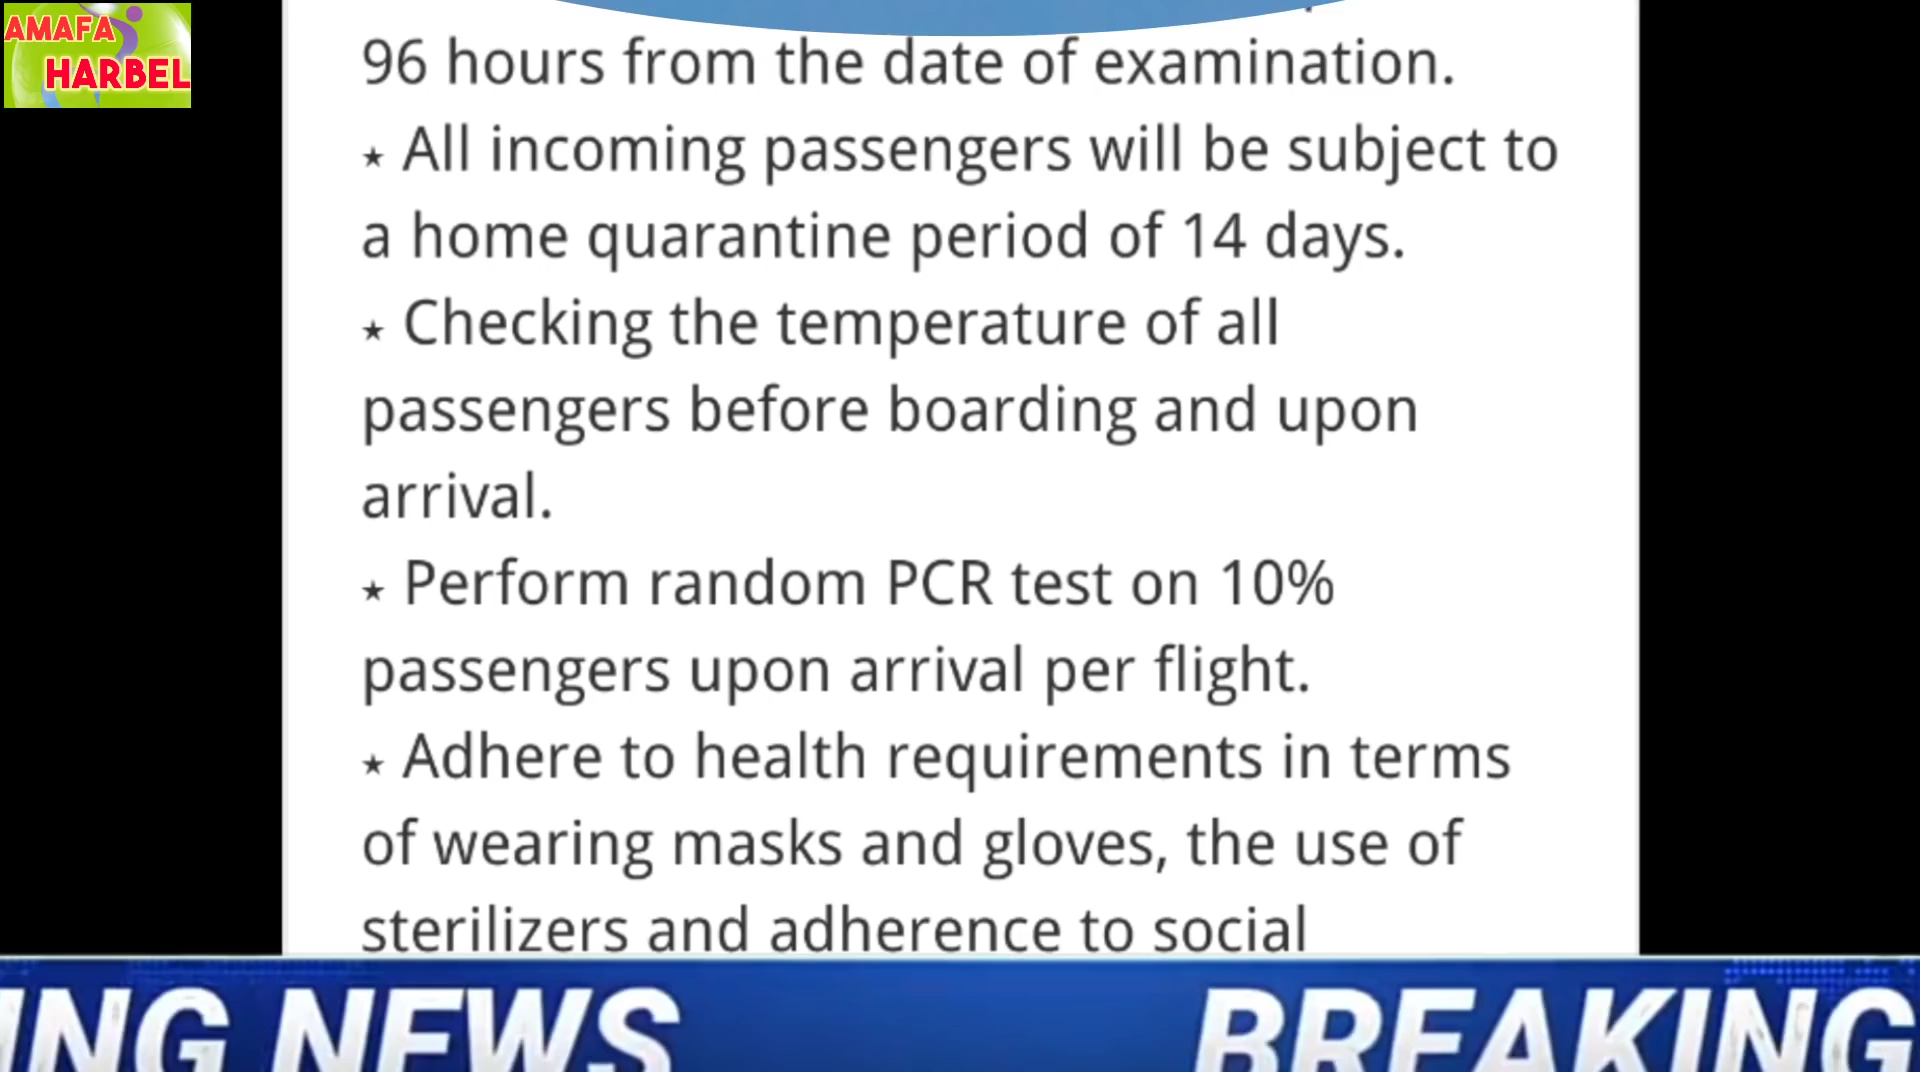 AMAFA
HARBEL
96 hours from the date of examination.
★ All incoming passengers will be subject to
a home quarantine period of 14 days.
★ Checking the temperature of all
passengers before boarding and upon
arrival.
★ Perform random PCR test on 10%
passengers upon arrival per flight.
★ Adhere to health requirements in terms
of wearing masks and gloves, the use of
sterilizers and adherence to social
ING NEWS BREAKING